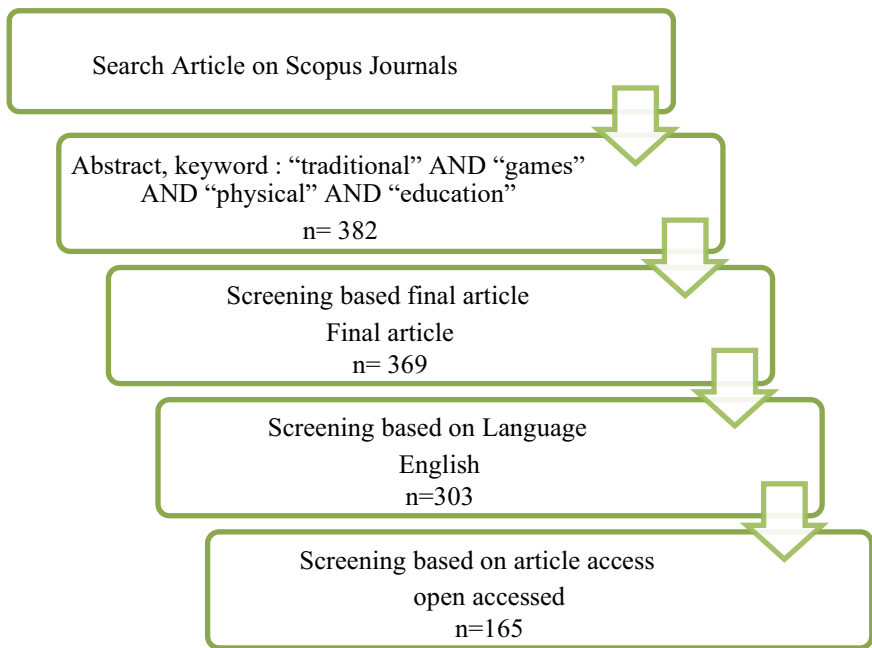 Search Article on Scopus Journals
Abstract, keyword : “traditional” AND “games”
AND “physical” AND “education”
n= 382
Screening based final article
Final article
n= 369
Screening based on Language
English
n=303
Screening based on article access
open accessed
n=165